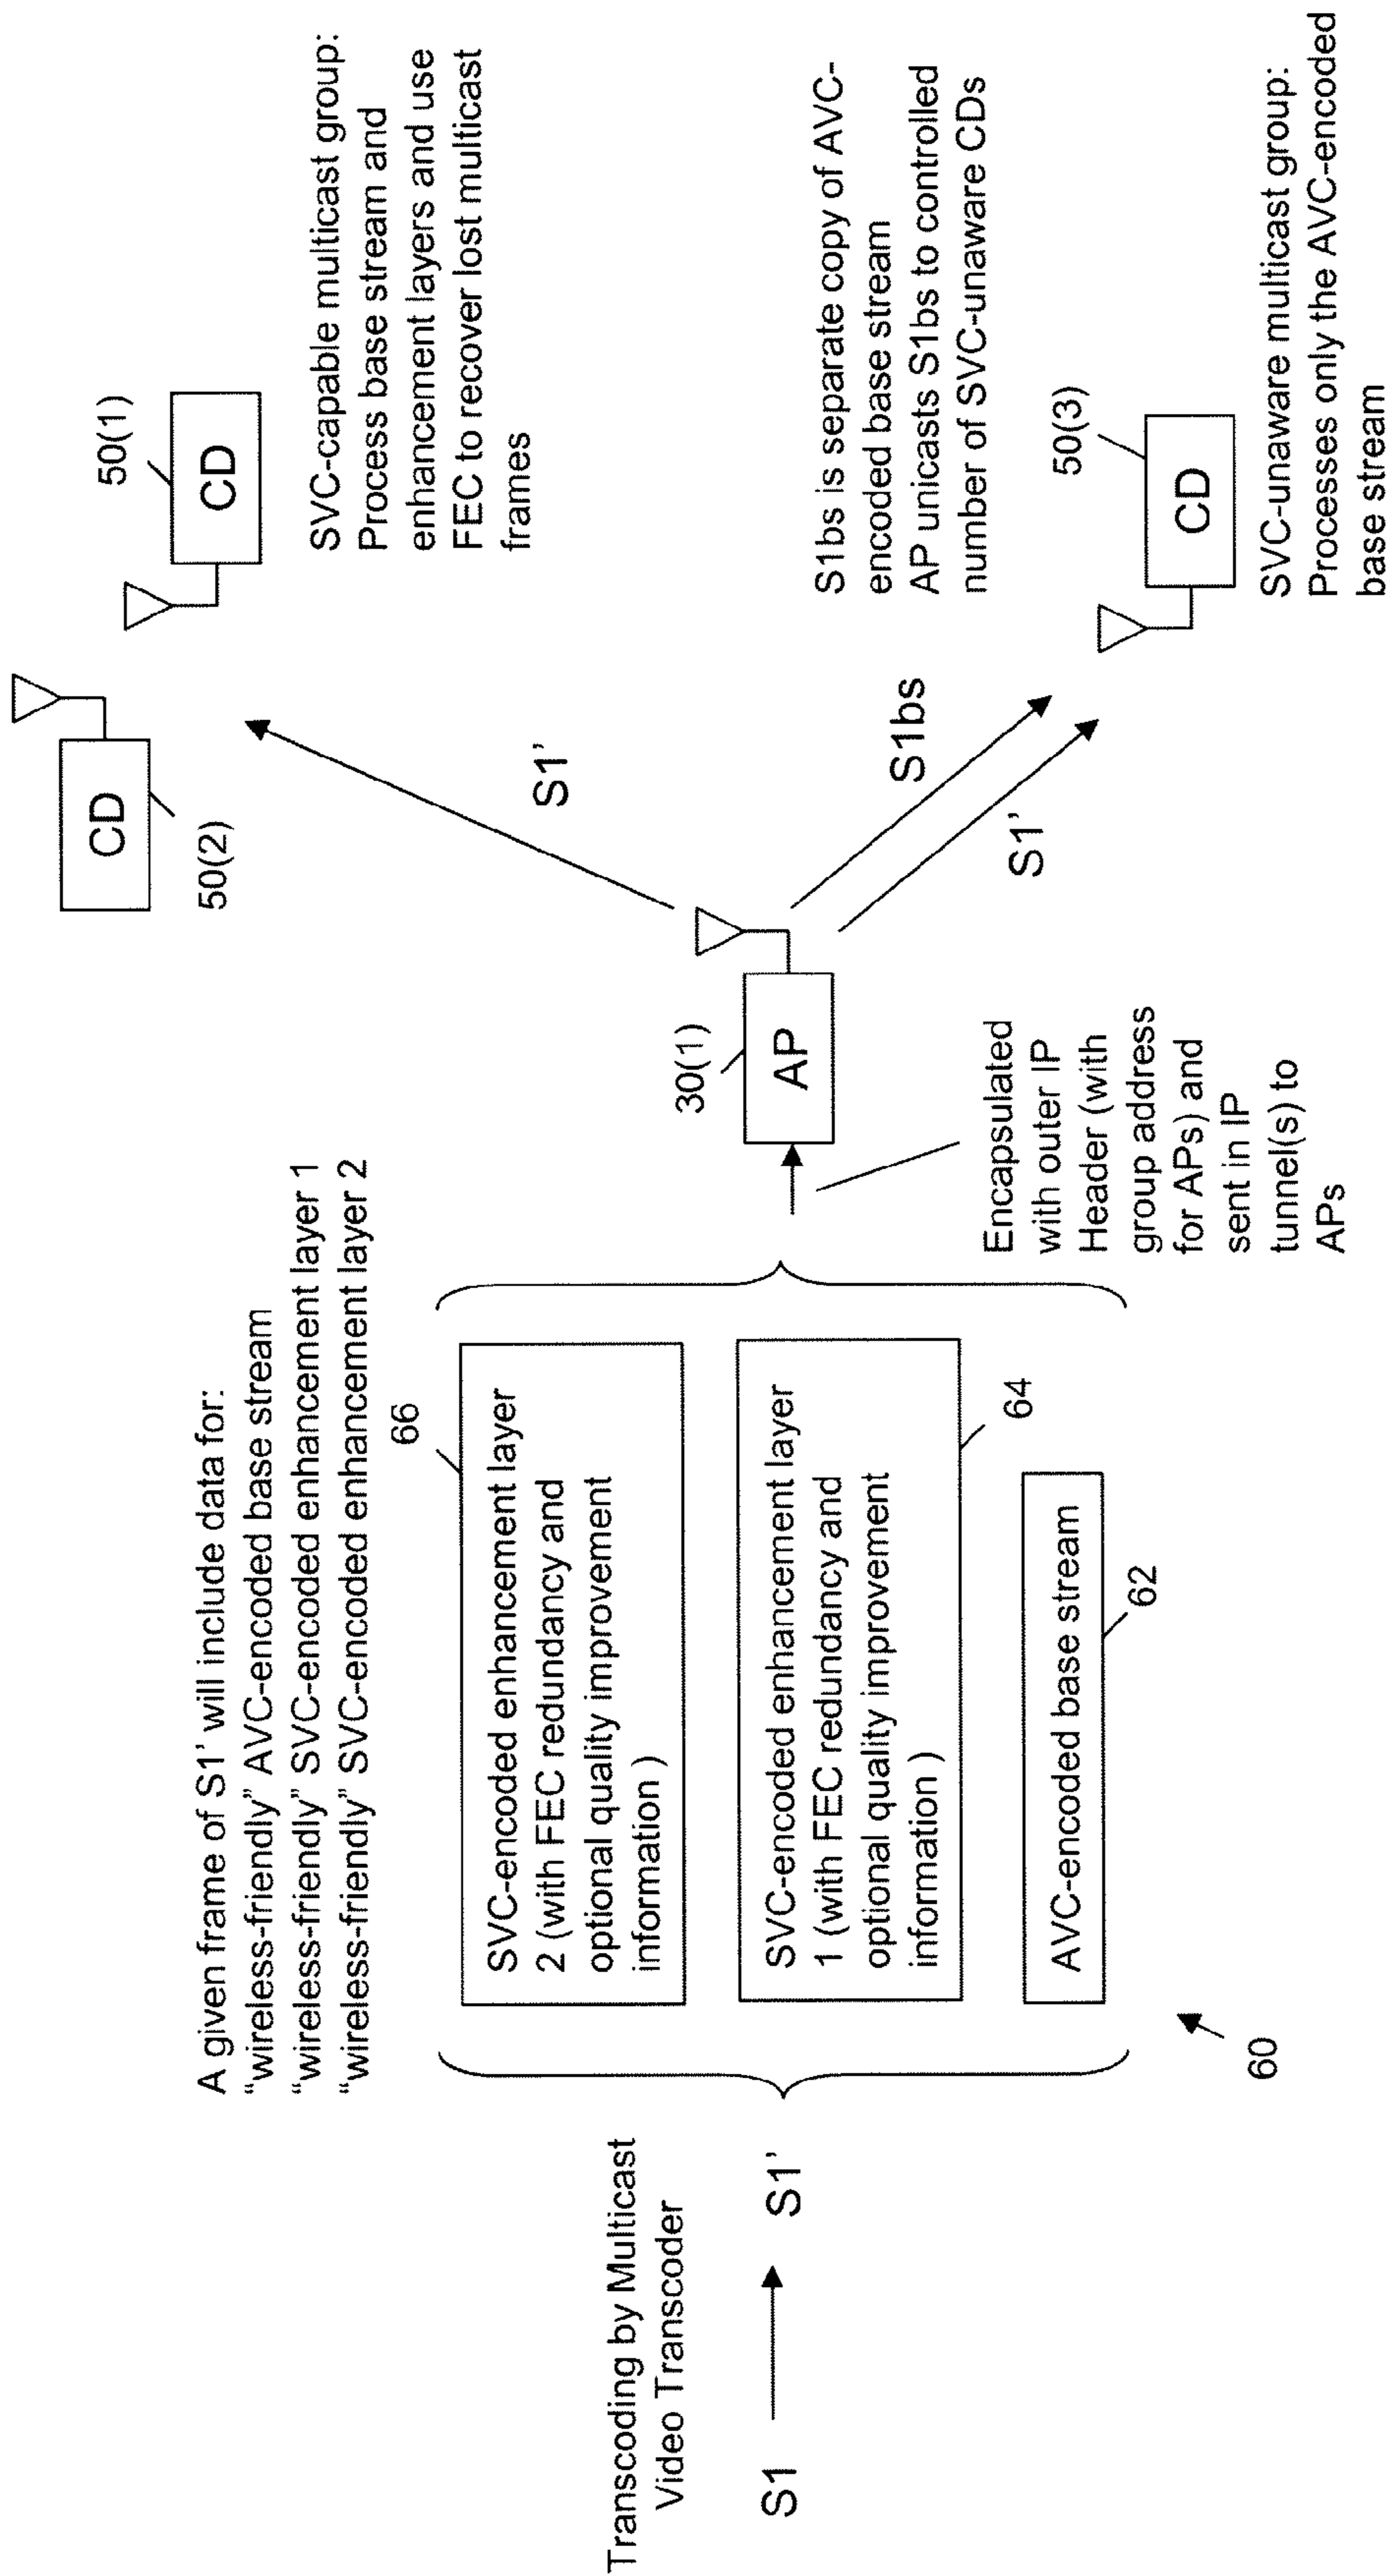 Transcoding by Multicast
Video Transcoder
S1
S1'
A given frame of S1' will include data for:
“wireless-friendly” AVC-encoded base stream
“wireless-friendly” SVC-encoded enhancement layer 1
“wireless-friendly” SVC-encoded enhancement layer 2
66
SVC-encoded enhancement layer
2 (with FEC redundancy and
optional quality improvement
information )
SVC-encoded enhancement layer
1 (with FEC redundancy and
optional quality improvement
information )
64
AVC-encoded base stream
62
60
Encapsulated
with outer IP
Header (with
group address
for APs) and
sent in IP
tunnel(s) to
APs
30(1)
AP
S1'
S1bs
S1'
CD
50(2)
50(1)
CD
SVC-capable multicast group:
Process base stream and
enhancement layers and use
FEC to recover lost multicast
frames
S1bs is separate copy of AVC-
encoded base stream
AP unicasts S1bs to controlled
number of SVC-unaware CDs
50(3)
CD
SVC-unaware multicast group:
Processes only the AVC-encoded
base stream